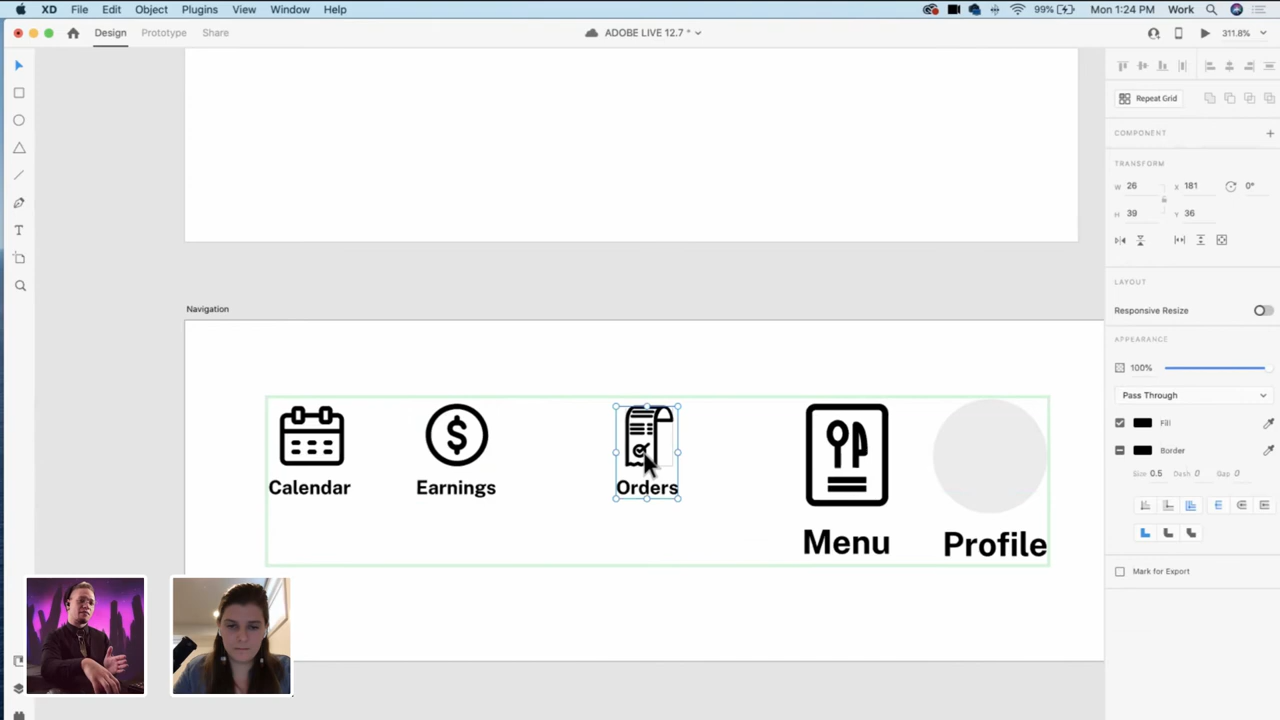 XD File Edit Object Plugins View Window Help 99% Mon 1:24 PM Work
Design Prototype Share ADOBE LIVE 12.7 * 311.8%
Repeat Grid
COMPONENT
TRANSFORM
W 26 X 181 0°
H 39 Y 36
Navigation
LAYOUT
Responsive Resize
APPEARANCE
100%
Pass Through
Fill
Border
Size 0.5 Dash 0 Gap 0
Calendar Earnings Orders
Menu Profile
Mark for Export